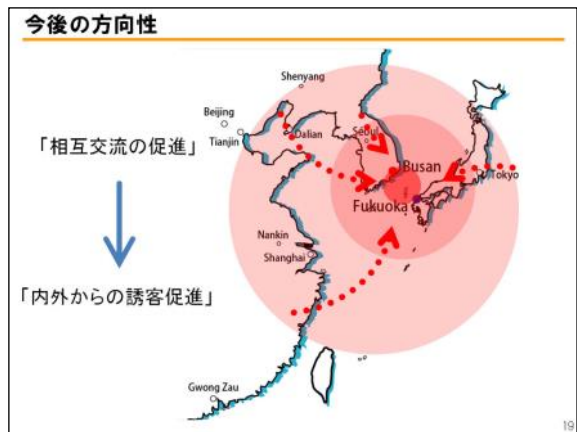 今後の方向性
Shenyang
Beijing
Tianjin
Dalian
Seoul
「相互交流の促進」
Busan
Tokyo
Fukuoka
Nankin
Shanghai
「内外からの誘客促進」
Gwong Zau
19